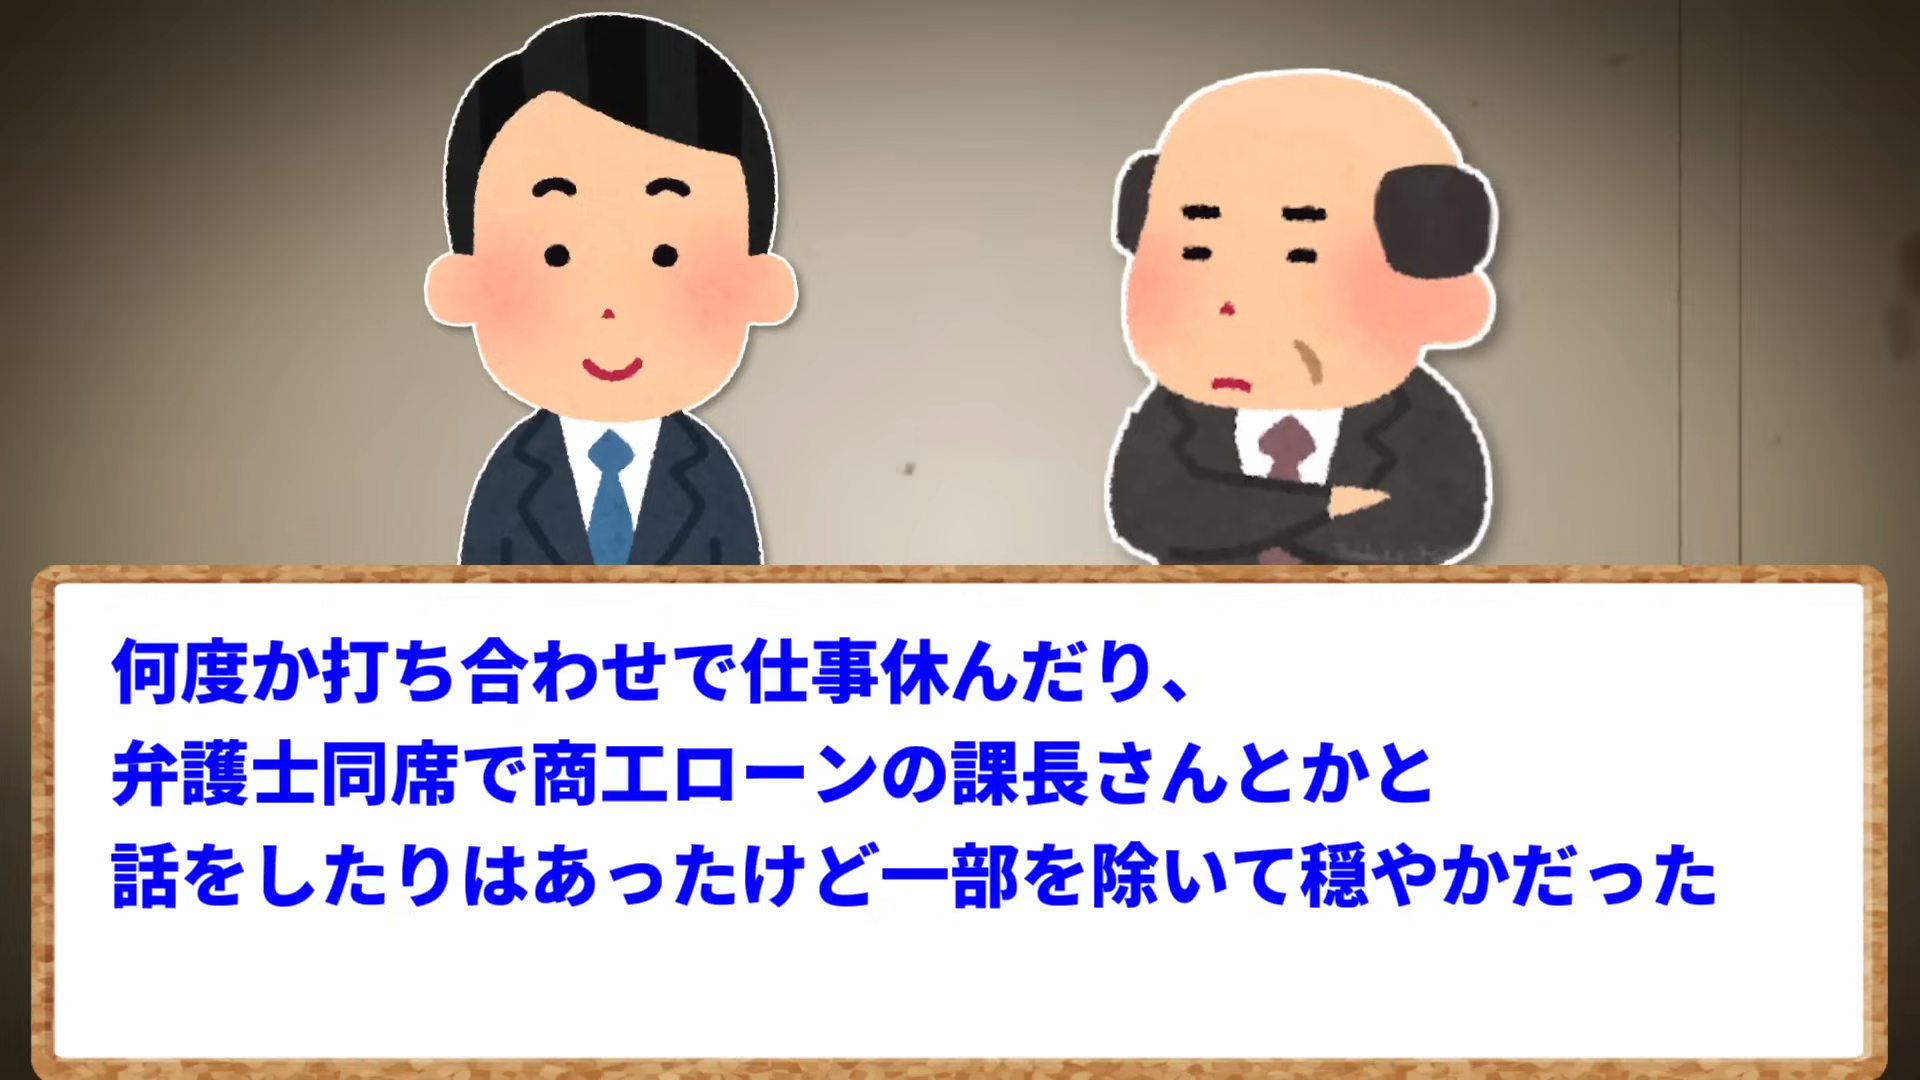 何度か打ち合わせで仕事休んだり、
弁護士同席で商工ローンの課長さんとかと
話をしたりはあったけど一部を除いて穏やかだった